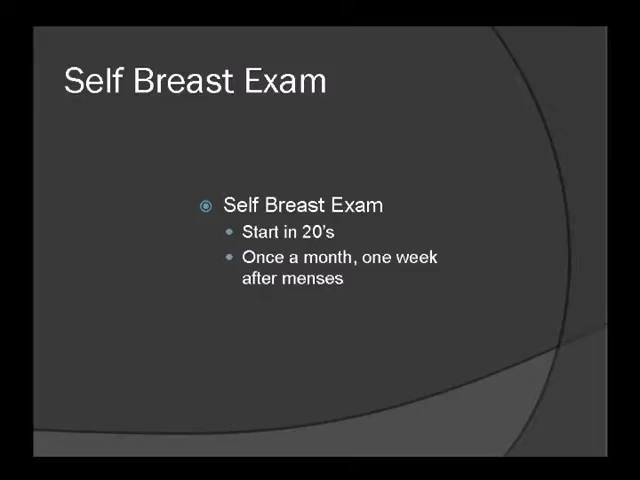 Self Breast Exam
Self Breast Exam
Start in 20's
Once a month, one week
after menses